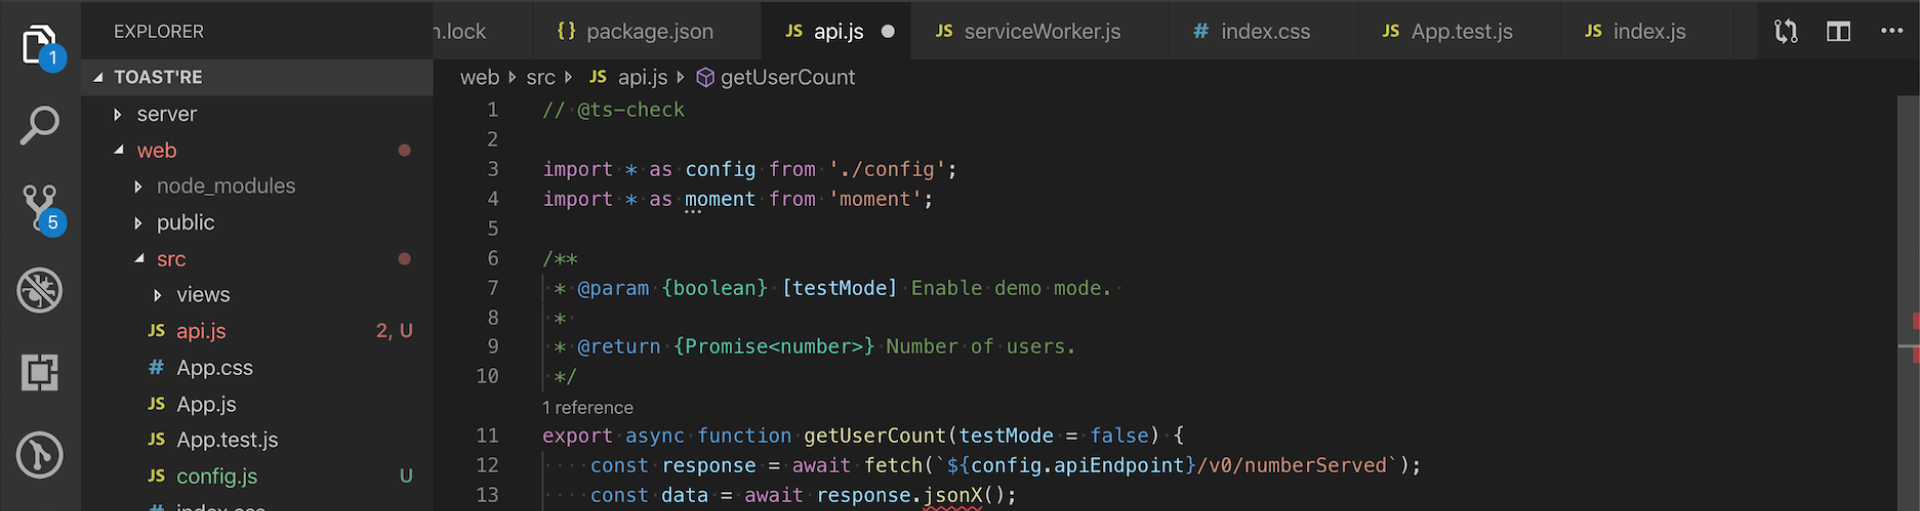 EXPLORER
n.lock
{} package.json
JS api.js
JS serviceWorker.js
# index.css
JS App.test.js
JS index.js
1
TOAST'RE
server
web
node_modules
public
5
src
views
JS api.js 2, U
# App.css
JS App.js
JS App.test.js
JS config.js U
# index.css
web src JS api.js getUserCount
1 // @ts-check
2
3 import * as config from './config';
4 import * as moment from 'moment';
5
6 /**
7 * @param {boolean} [testMode] Enable demo mode.
8 *
9 * @return {Promise<number>} Number of users.
10 */
1 reference
11 export async function getUserCount(testMode = false) {
12 const response = await fetch(`${config.apiEndpoint}/v0/numberServed`);
13 const data = await response.jsonX();